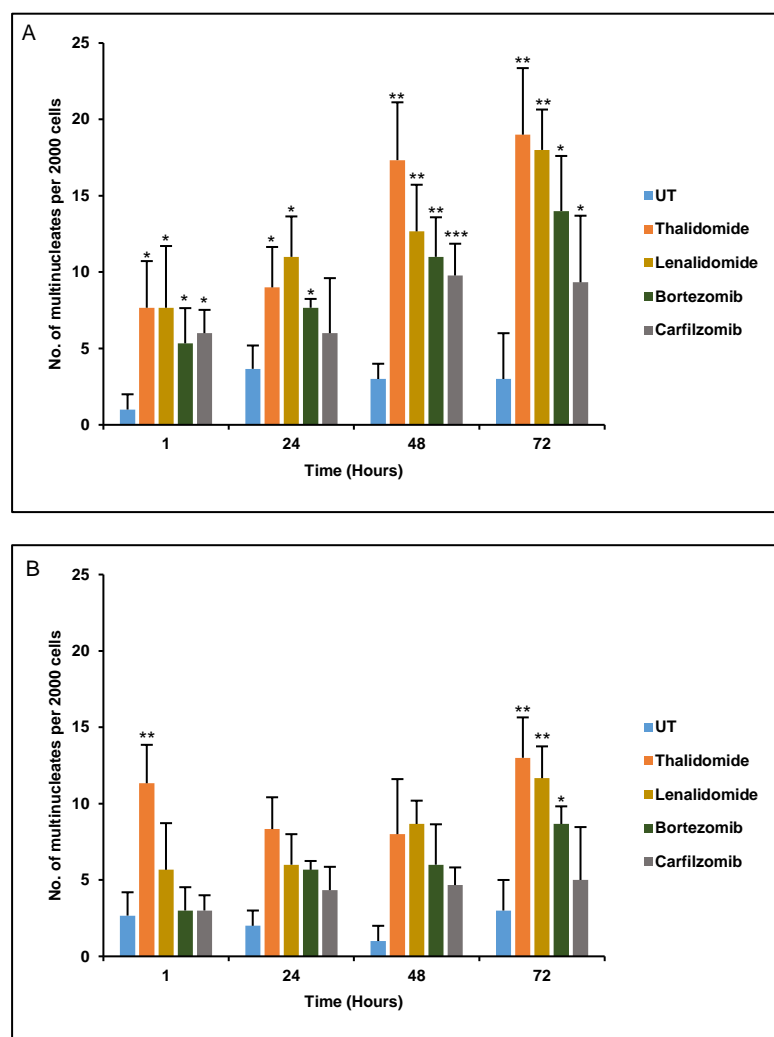 A
No. of multinucleates per 2000 cells
25
20
15
10
5
0
* * * *
* * *
** ** ** ***
** ** * *
1 24 48 72
Time (Hours)
UT
Thalidomide
Lenalidomide
Bortezomib
Carfilzomib
B
No. of multinucleates per 2000 cells
25
20
15
10
5
0
**
** ** *
1 24 48 72
Time (Hours)
UT
Thalidomide
Lenalidomide
Bortezomib
Carfilzomib